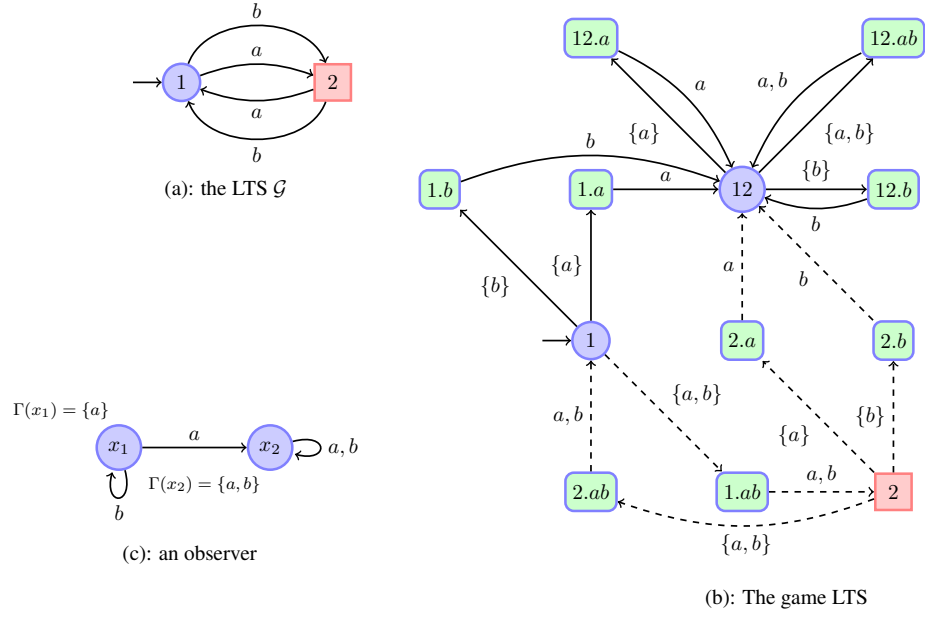 b
a
1
2
a
b
(a): the LTS 𝒢
12.a
12.ab
a
a, b
{a}
{a, b}
b
1.b
1.a
a
12
{b}
12.b
b
{b}
{a}
a
b
1
2.a
2.b
a, b
{a, b}
{a}
{b}
2.ab
1.ab
a, b
2
{a, b}
(b): The game LTS
Γ(x₁) = {a}
x₁
a
x₂
a, b
b
Γ(x₂) = {a, b}
(c): an observer